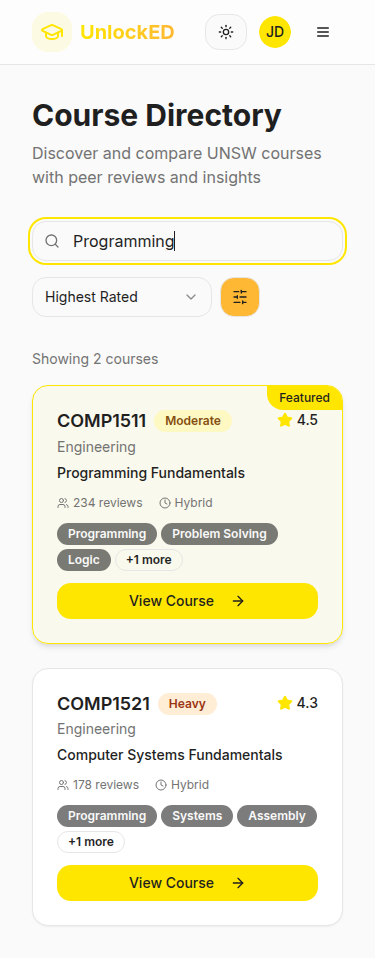 UnlockED
JD
Course Directory
Discover and compare UNSW courses
with peer reviews and insights
Programming
Highest Rated
Showing 2 courses
Featured
COMP1511 Moderate 4.5
Engineering
Programming Fundamentals
234 reviews Hybrid
Programming Problem Solving
Logic +1 more
View Course
COMP1521 Heavy 4.3
Engineering
Computer Systems Fundamentals
178 reviews Hybrid
Programming Systems Assembly
+1 more
View Course